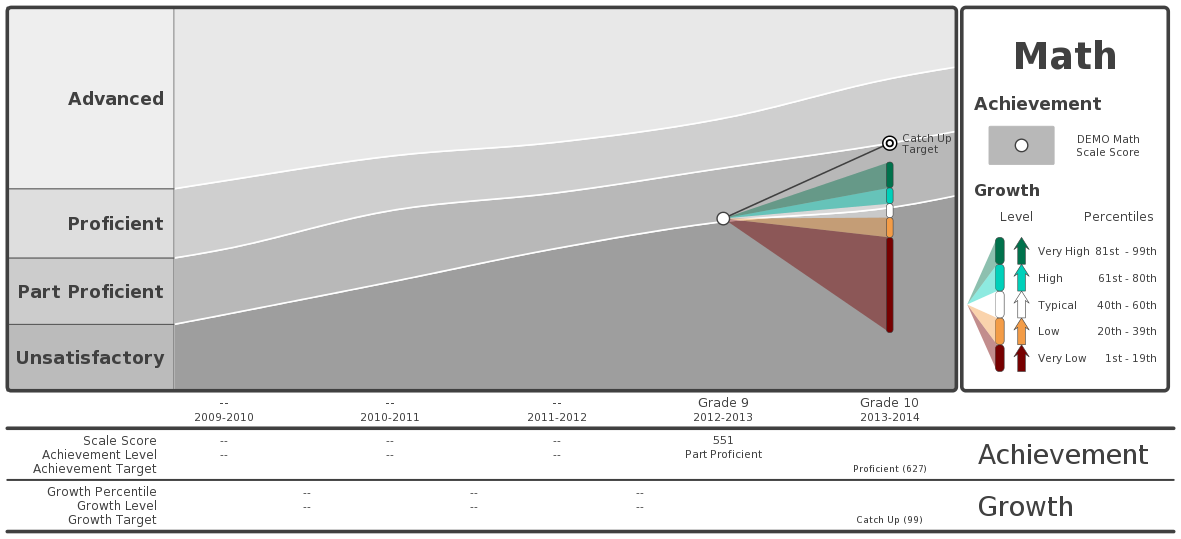 Advanced
Proficient
Part Proficient
Unsatisfactory
Catch Up
Target
Math
Achievement
DEMO Math
Scale Score
Growth
Level Percentiles
Very High 81st - 99th
High 61st - 80th
Typical 40th - 60th
Low 20th - 39th
Very Low 1st - 19th
-- -- -- Grade 9 Grade 10
2009-2010 2010-2011 2011-2012 2012-2013 2013-2014
Scale Score -- -- -- 551
Achievement Level -- -- -- Part Proficient
Achievement Target Proficient (627)
Achievement
Growth Percentile -- -- --
Growth Level -- -- --
Growth Target Catch Up (99)
Growth